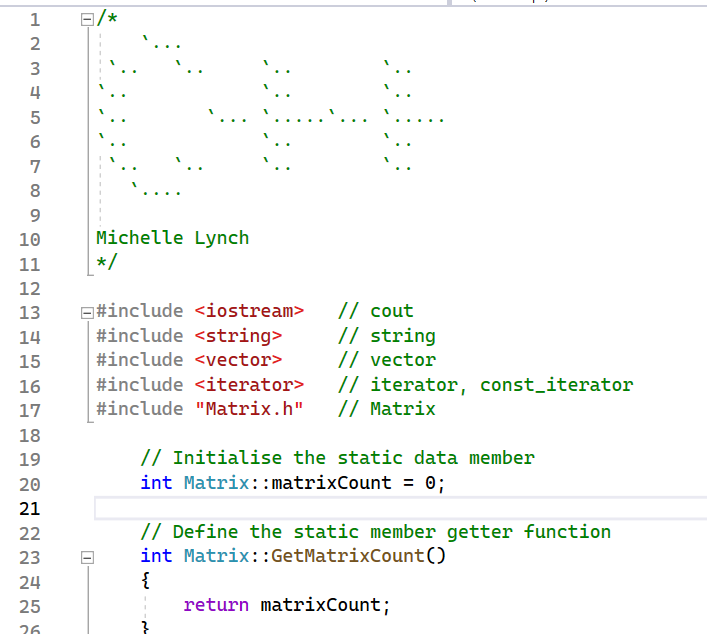 1 /*
2     `...
3  `..   `..     `..        `..
4 `..            `..        `..
5 `..       `... `.....`... `.....
6 `..            `..        `..
7  `..   `..     `..        `..
8    `....
9
10 Michelle Lynch
11 */
12
13 #include <iostream>   // cout
14 #include <string>     // string
15 #include <vector>     // vector
16 #include <iterator>   // iterator, const_iterator
17 #include "Matrix.h"   // Matrix
18
19     // Initialise the static data member
20     int Matrix::matrixCount = 0;
21
22     // Define the static member getter function
23     int Matrix::GetMatrixCount()
24     {
25         return matrixCount;
26     }